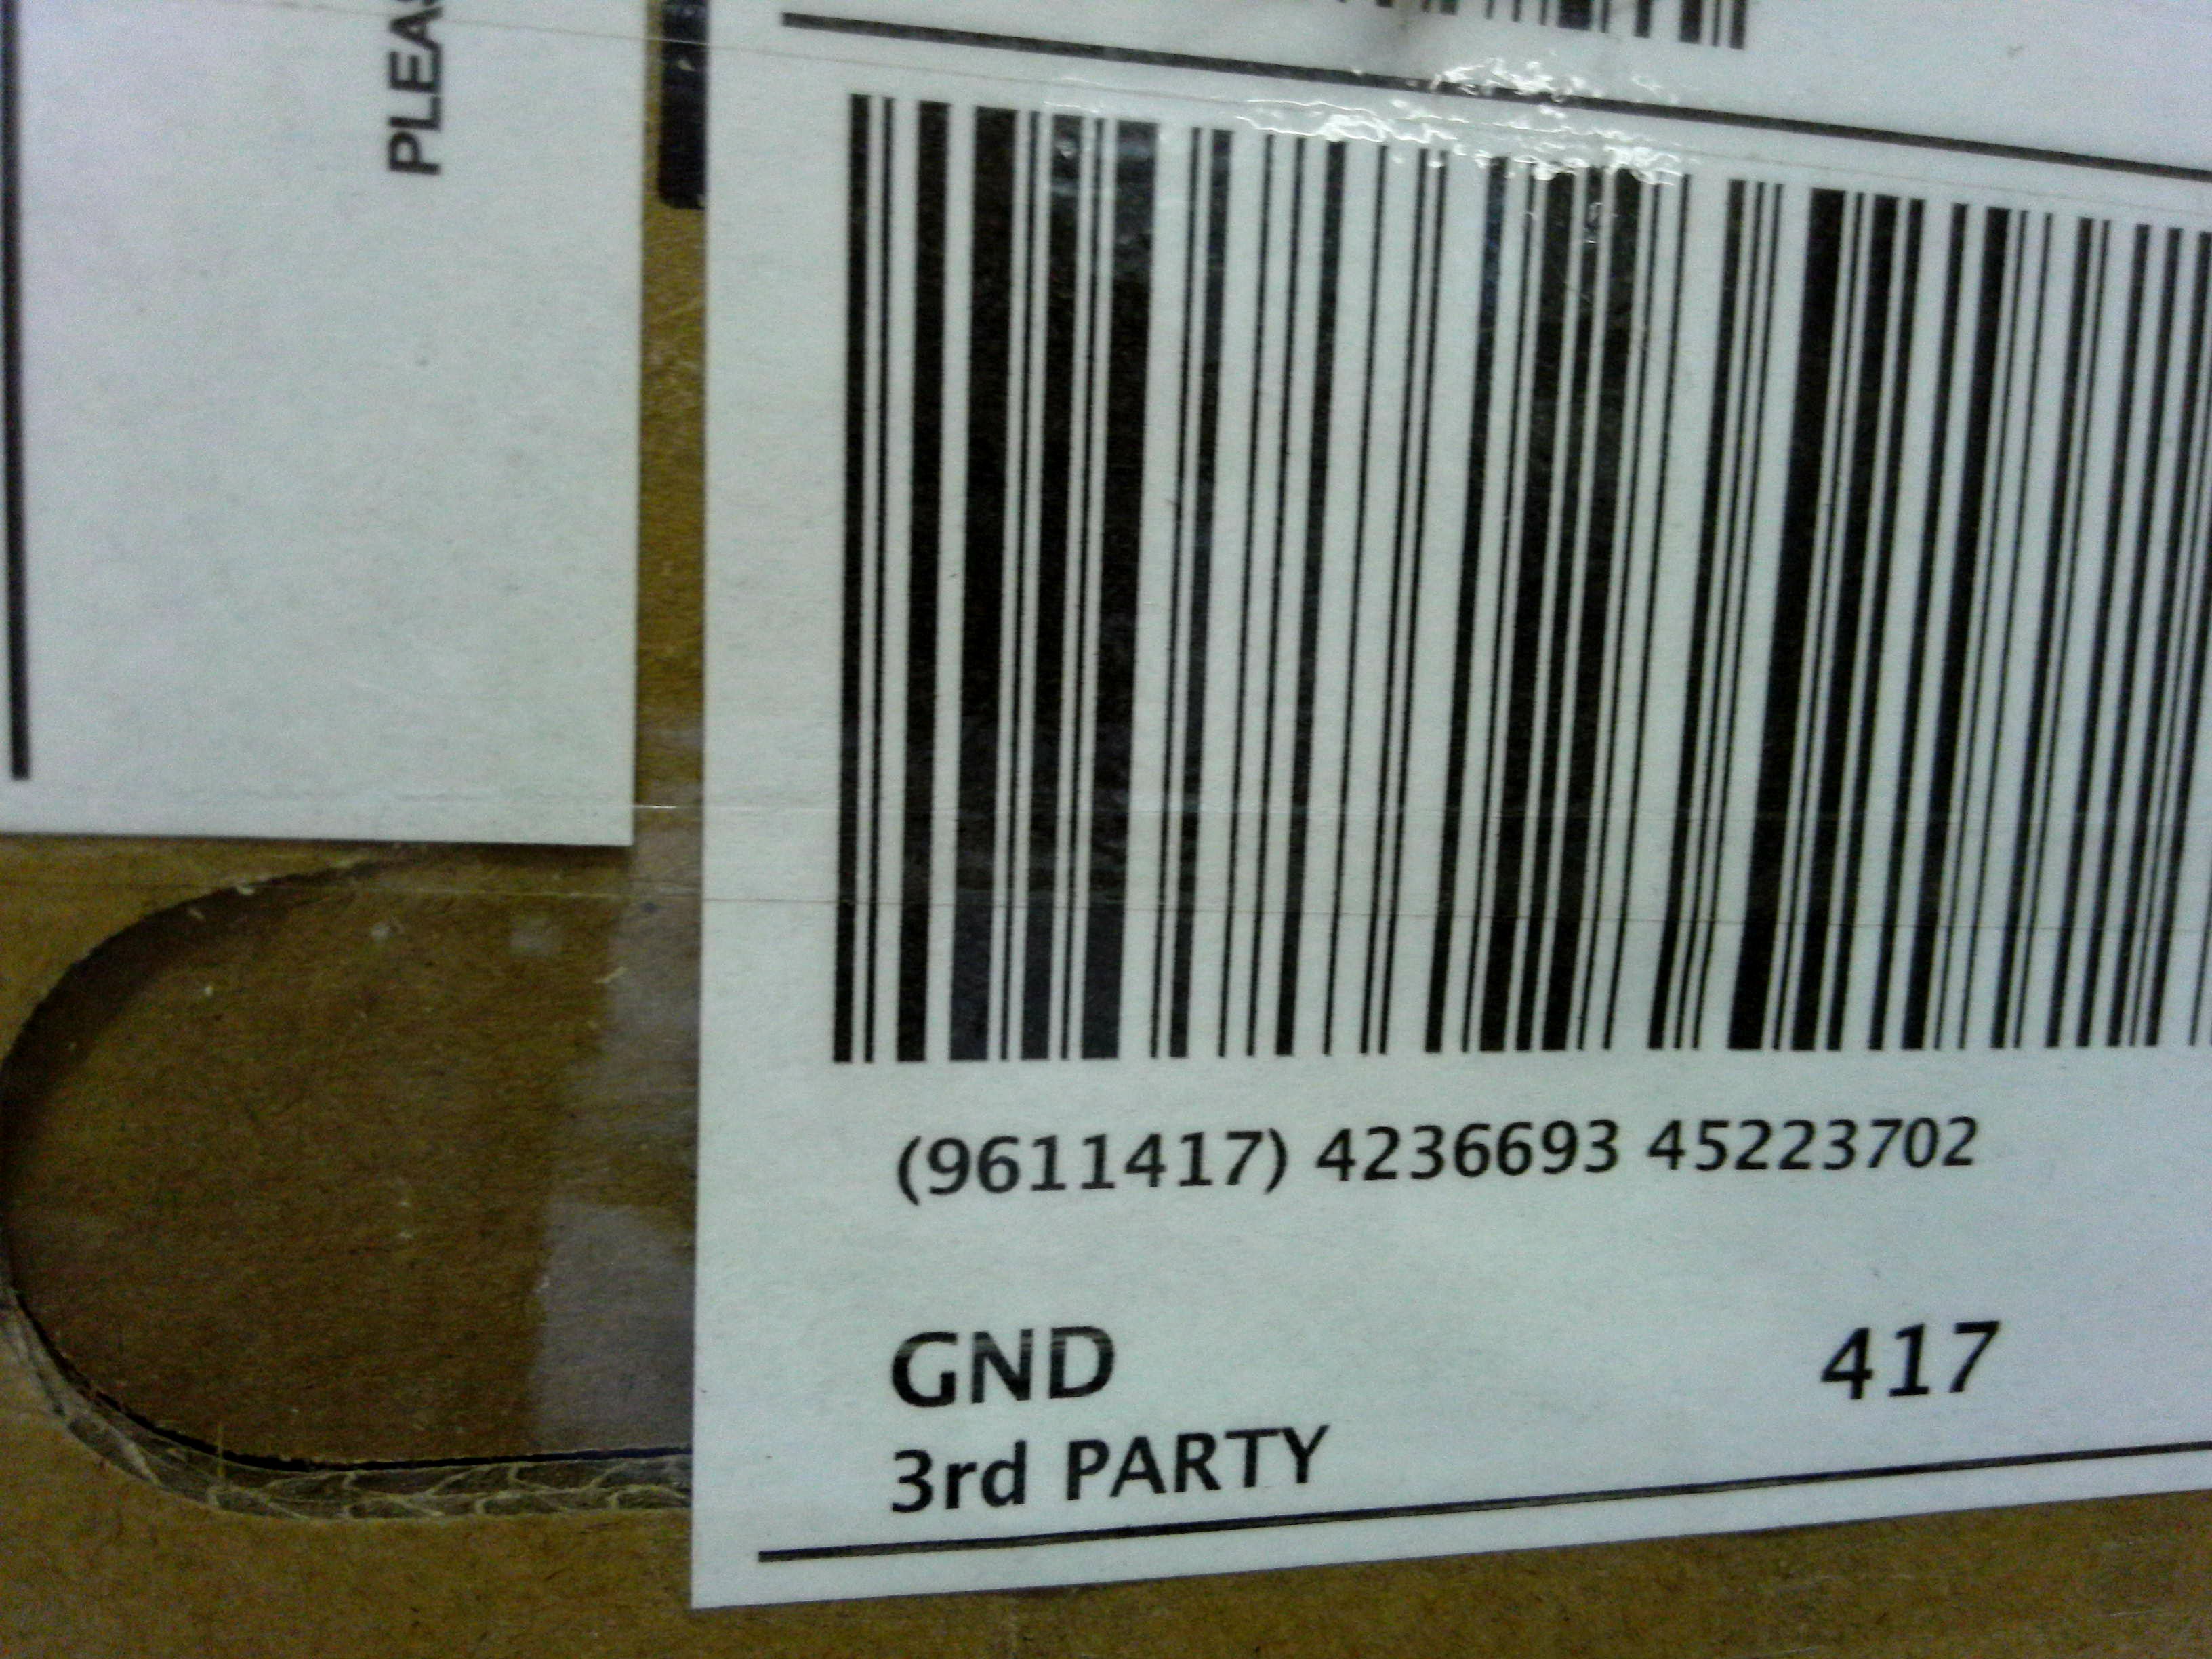 PLEAS
(9611417) 4236693 45223702
GND 417
3rd PARTY